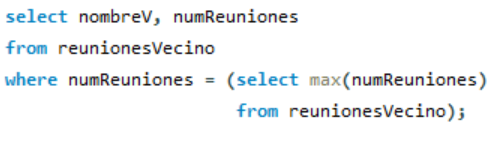 select nombreV, numReuniones
from reunionesVecino
where numReuniones = (select max(numReuniones)
from reunionesVecino);